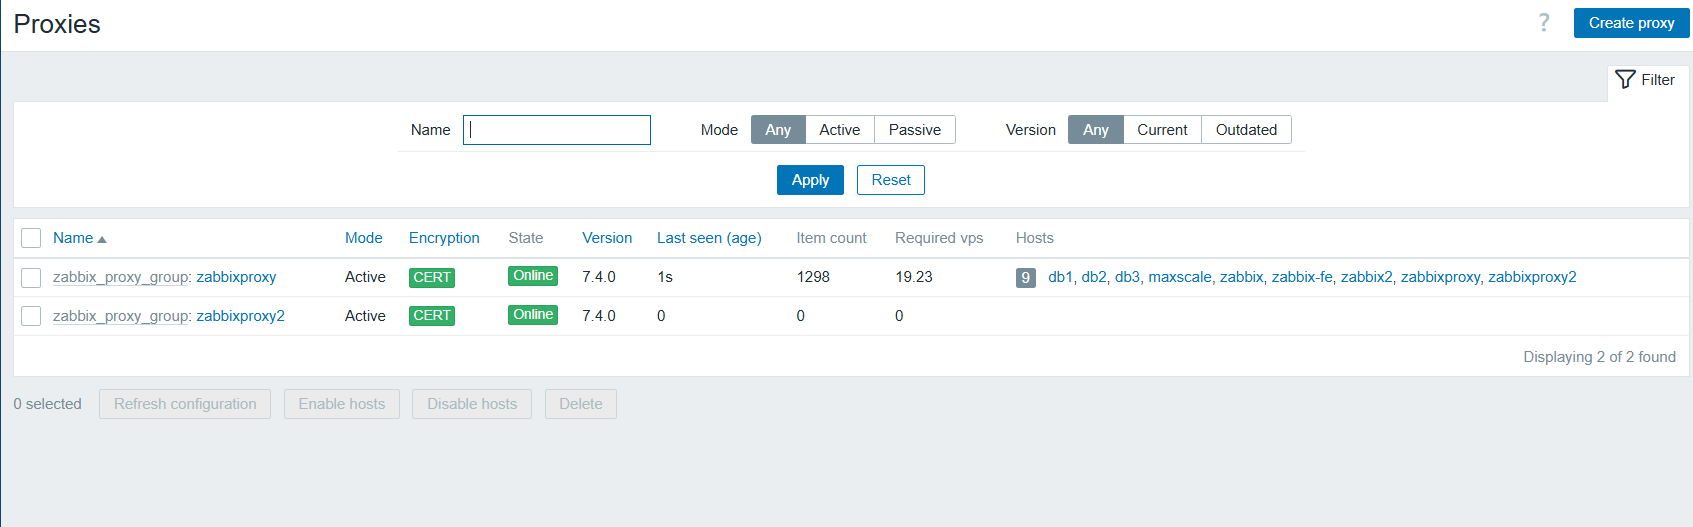 Proxies
? Create proxy
Filter
Name Mode Any Active Passive Version Any Current Outdated
Apply Reset
Name Mode Encryption State Version Last seen (age) Item count Required vps Hosts
zabbix_proxy_group: zabbixproxy Active CERT Online 7.4.0 1s 1298 19.23 9 db1, db2, db3, maxscale, zabbix, zabbix-fe, zabbix2, zabbixproxy, zabbixproxy2
zabbix_proxy_group: zabbixproxy2 Active CERT Online 7.4.0 0 0 0
Displaying 2 of 2 found
0 selected Refresh configuration Enable hosts Disable hosts Delete